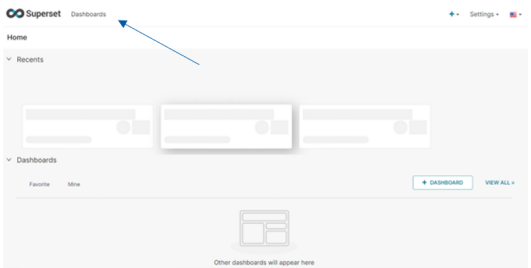 Superset Dashboards Settings
Home
Recents
Dashboards
Favorite Mine + DASHBOARD VIEW ALL »
Other dashboards will appear here